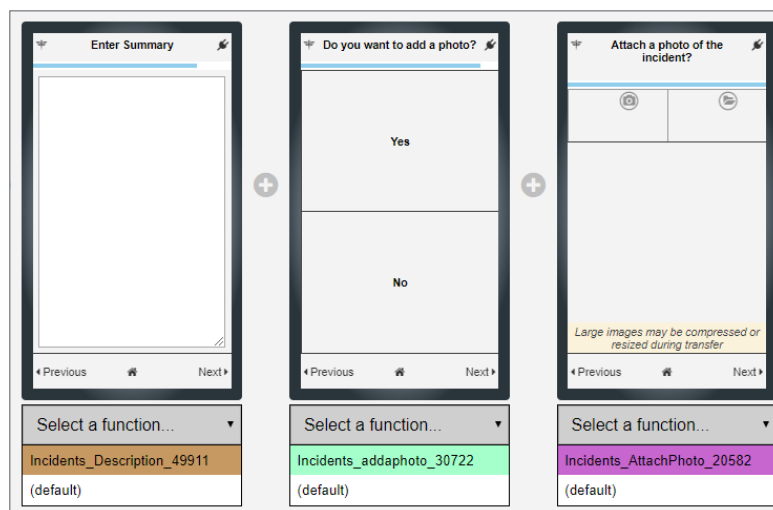 Enter Summary
Previous
Next
Select a function...
Incidents_Description_49911
(default)
Do you want to add a photo?
Yes
No
Previous
Next
Select a function...
Incidents_addaphoto_30722
(default)
Attach a photo of the
incident?
Large images may be compressed or
resized during transfer
Previous
Next
Select a function...
Incidents_AttachPhoto_20582
(default)